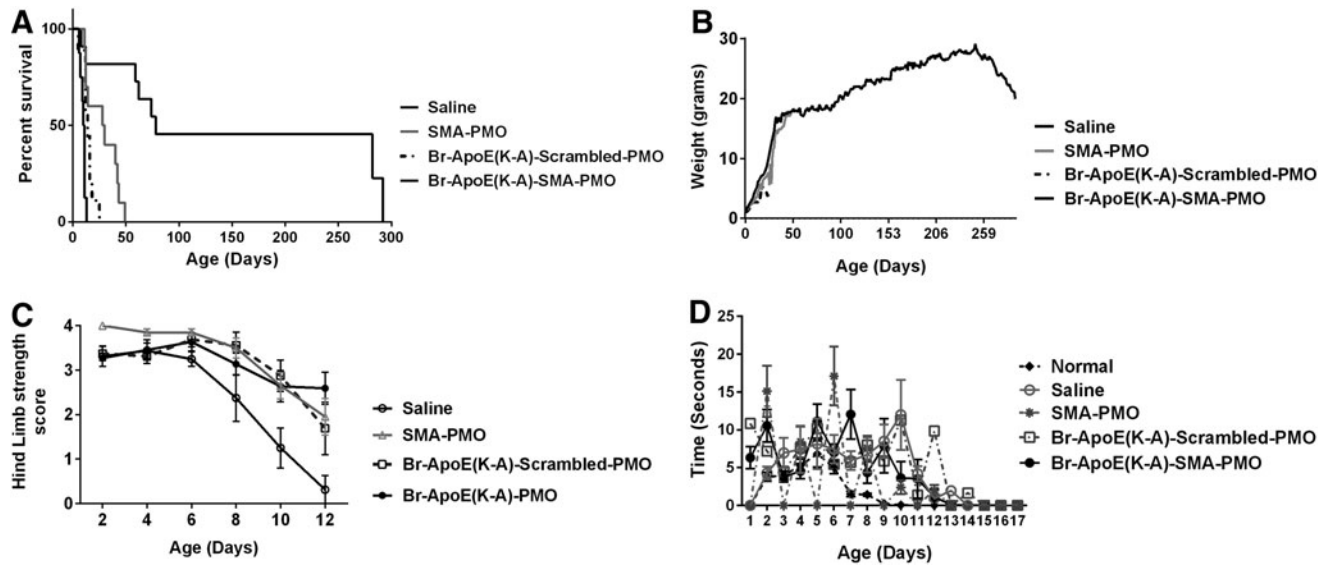 A
Percent survival
100
50
0
0 50 100 150 200 250 300
Age (Days)
Saline
SMA-PMO
Br-ApoE(K-A)-Scrambled-PMO
Br-ApoE(K-A)-SMA-PMO
B
Weight (grams)
30
20
10
0
0 50 100 153 206 259
Age (Days)
Saline
SMA-PMO
Br-ApoE(K-A)-Scrambled-PMO
Br-ApoE(K-A)-SMA-PMO
C
Hind Limb strength
score
4
3
2
1
0
2 4 6 8 10 12
Age (Days)
Saline
SMA-PMO
Br-ApoE(K-A)-Scrambled-PMO
Br-ApoE(K-A)-PMO
D
Time (Seconds)
25
20
15
10
5
0
1 2 3 4 5 6 7 8 9 10 11 12 13 14 15 16 17
Age (Days)
Normal
Saline
SMA-PMO
Br-ApoE(K-A)-Scrambled-PMO
Br-ApoE(K-A)-SMA-PMO